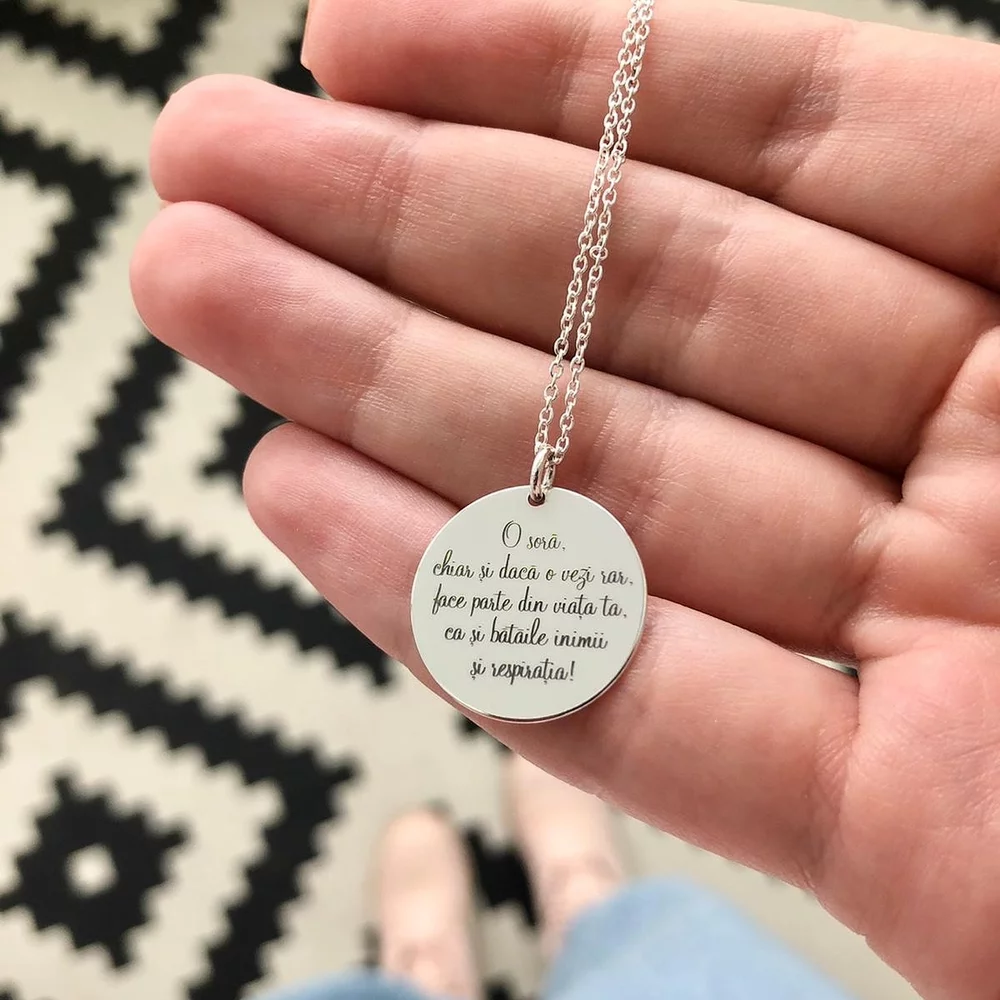 O soră,
chiar și dacă o vezi rar,
face parte din viața ta,
ca și bătăile inimii
și respirația!